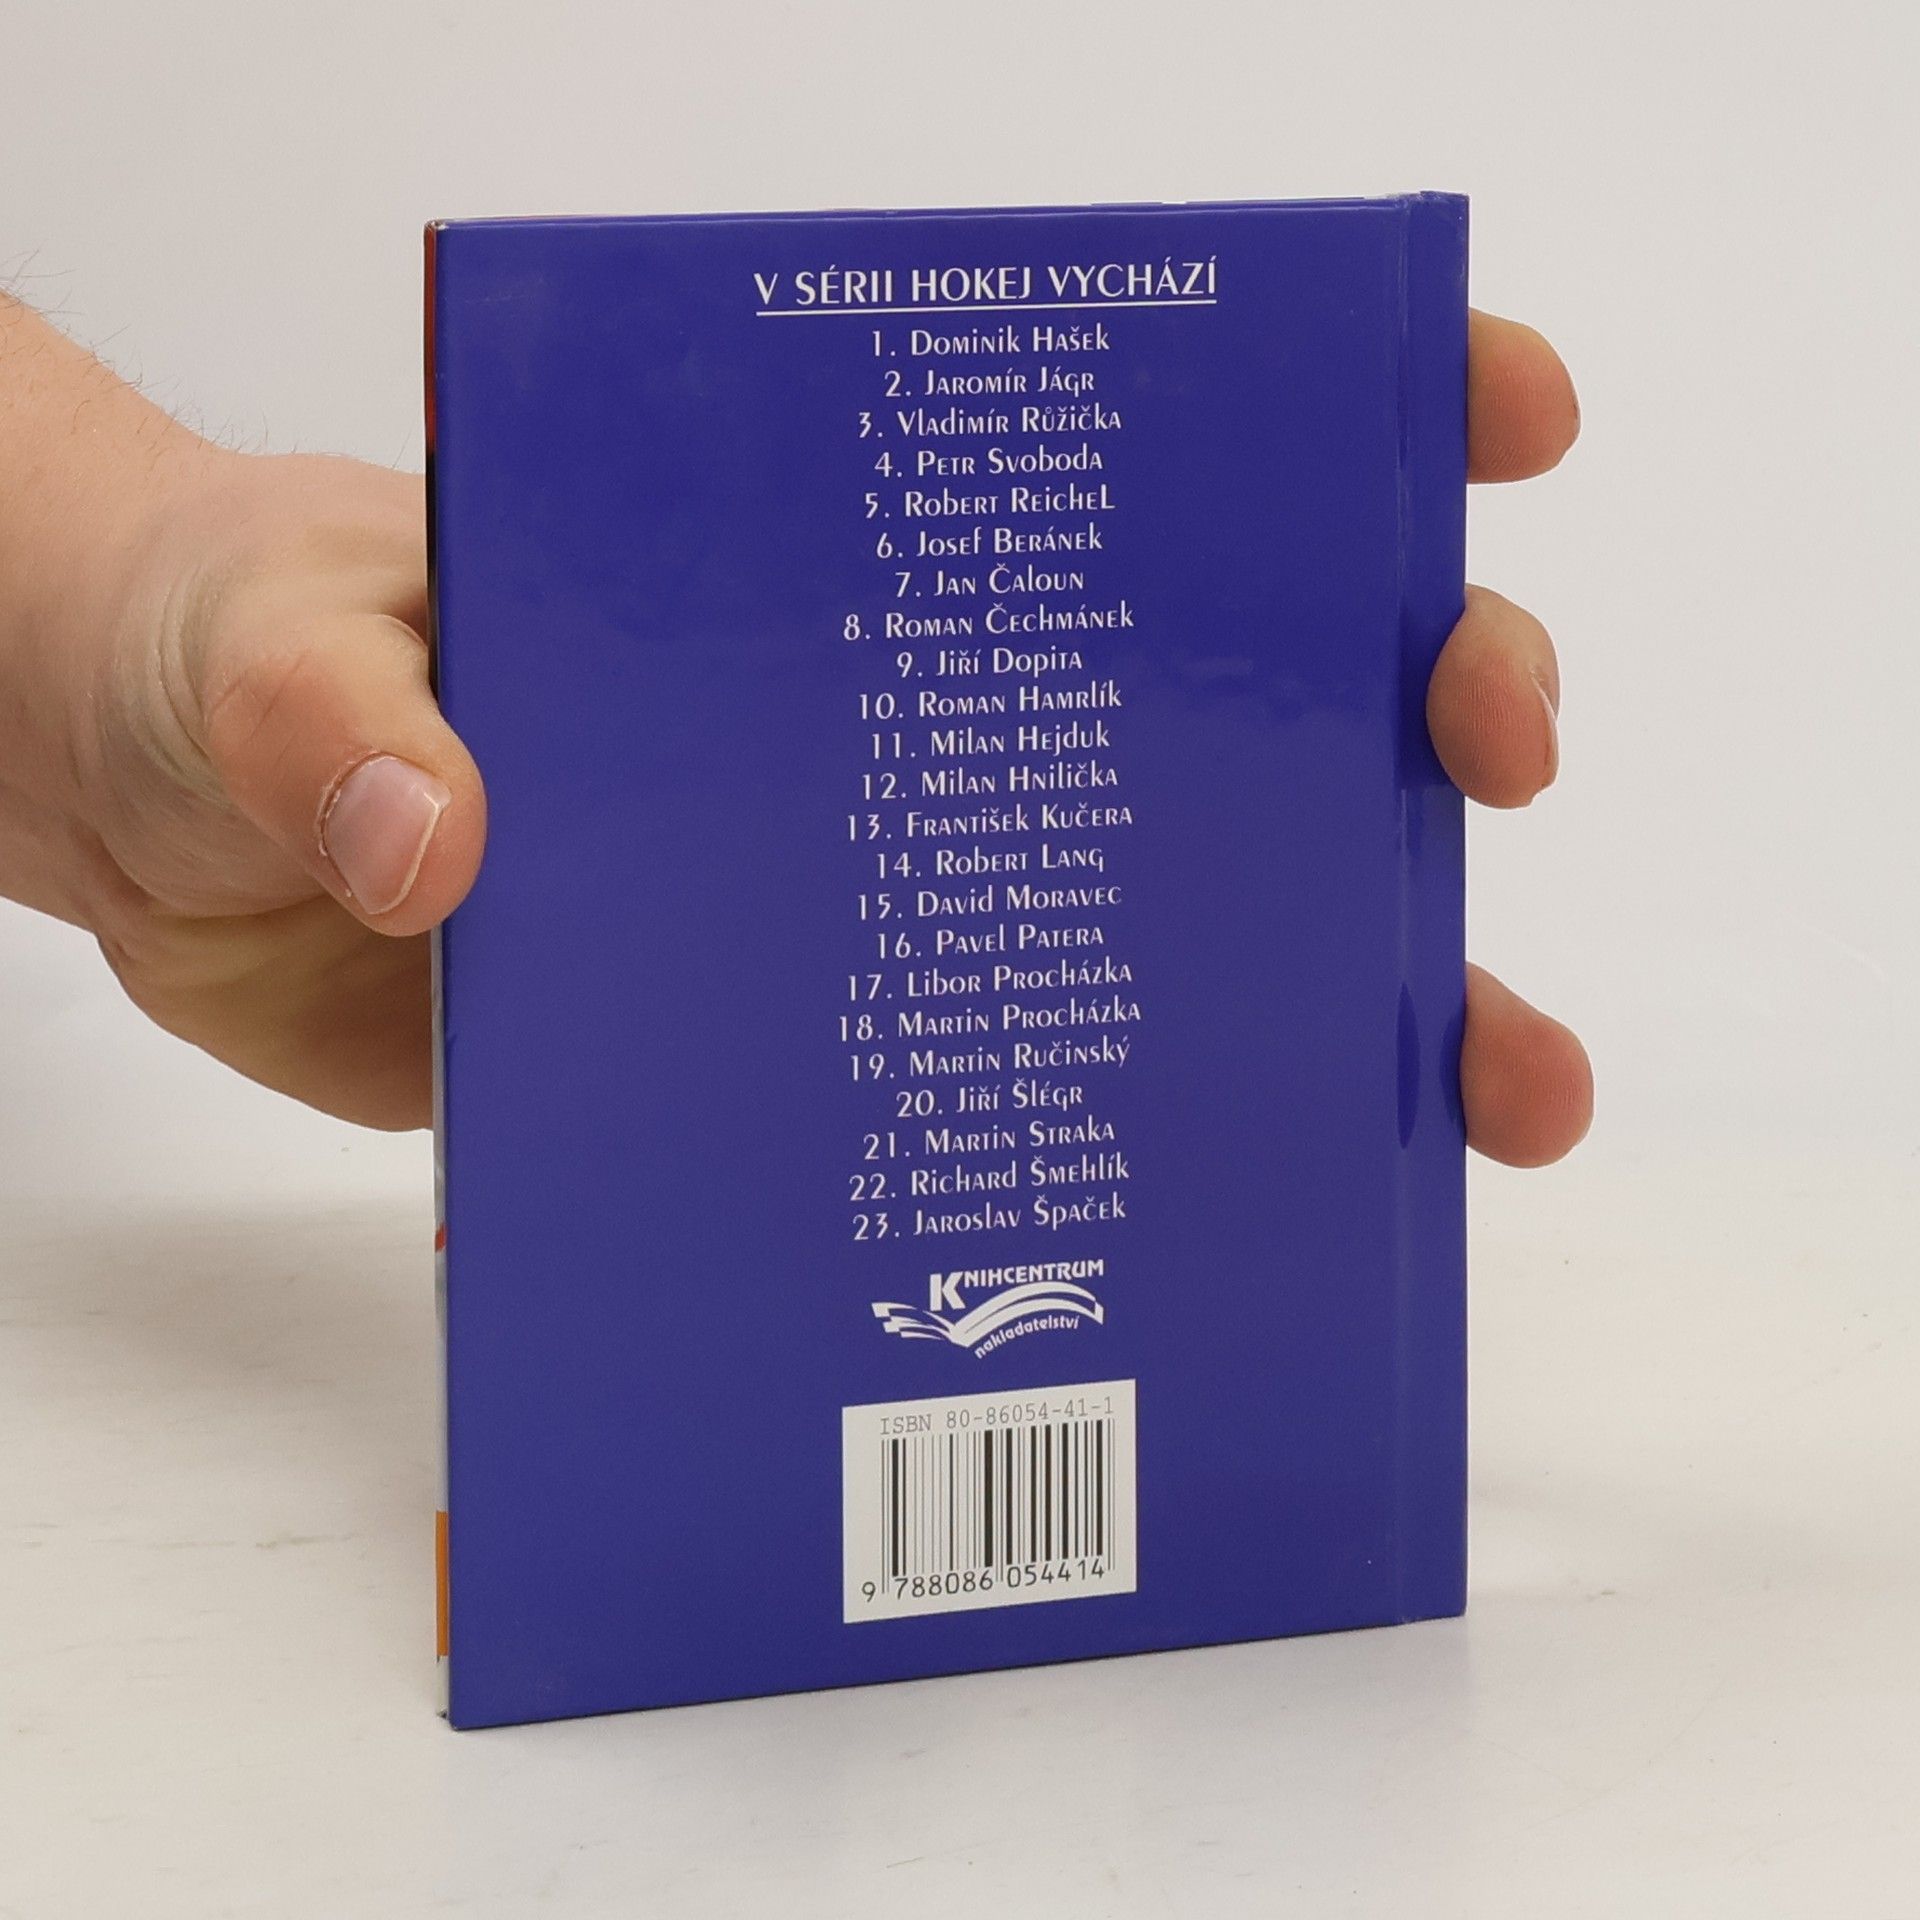 V SÉRII HOKEJ VYCHÁZÍ
1. Dominik Hašek
2. Jaromír Jágr
3. Vladimír Růžička
4. Petr Svoboda
5. Robert Reichel
6. Josef Beránek
7. Jan Čaloun
8. Roman Čechmánek
9. Jiří Dopita
10. Roman Hamrlík
11. Milan Hejduk
12. Milan Hnilička
13. František Kučera
14. Robert Lang
15. David Moravec
16. Pavel Patera
17. Libor Procházka
18. Martin Procházka
19. Martin Ručinský
20. Jiří Šlégr
21. Martin Straka
22. Richard Šmehlík
23. Jaroslav Špaček
KNIHCENTRUM
nakladatelství
ISBN 80-86054-41-1
9 788086 054414